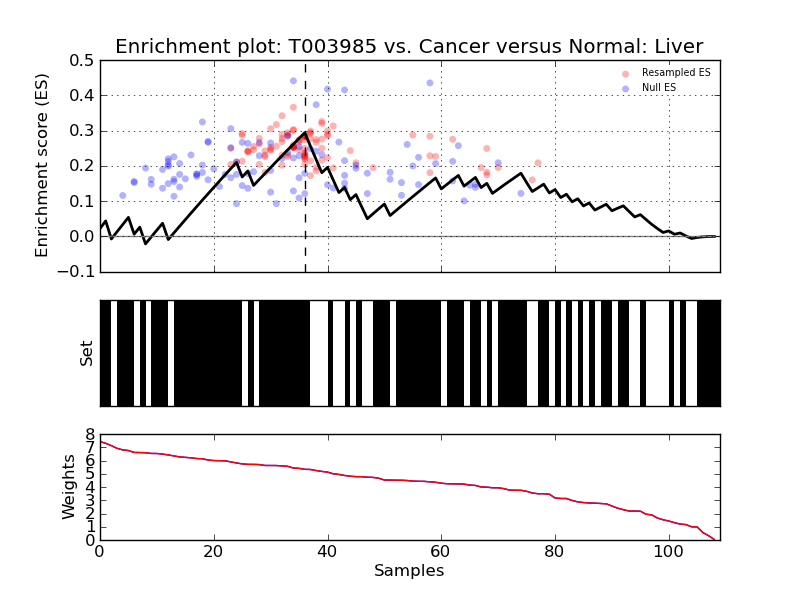 Enrichment plot: T003985 vs. Cancer versus Normal: Liver
Enrichment score (ES)
0.5
0.4
0.3
0.2
0.1
0.0
−0.1
Resampled ES
Null ES
Set
Weights
8
7
6
5
4
3
2
1
0
0 20 40 60 80 100
Samples